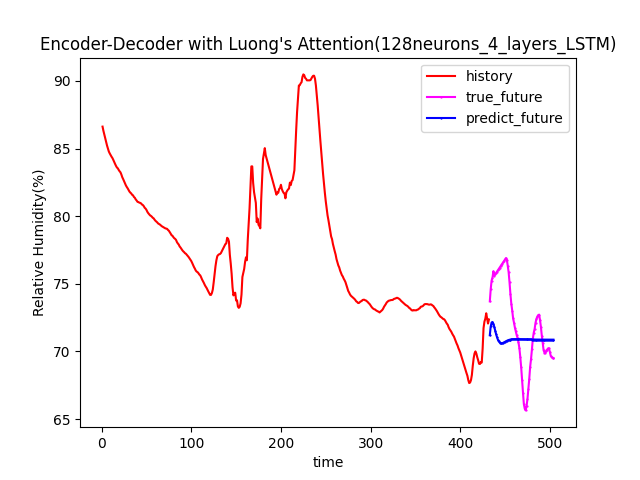 Encoder-Decoder with Luong's Attention(128neurons_4_layers_LSTM)
history
true_future
predict_future
Relative Humidity(%)
90
85
80
75
70
65
0 100 200 300 400 500
time